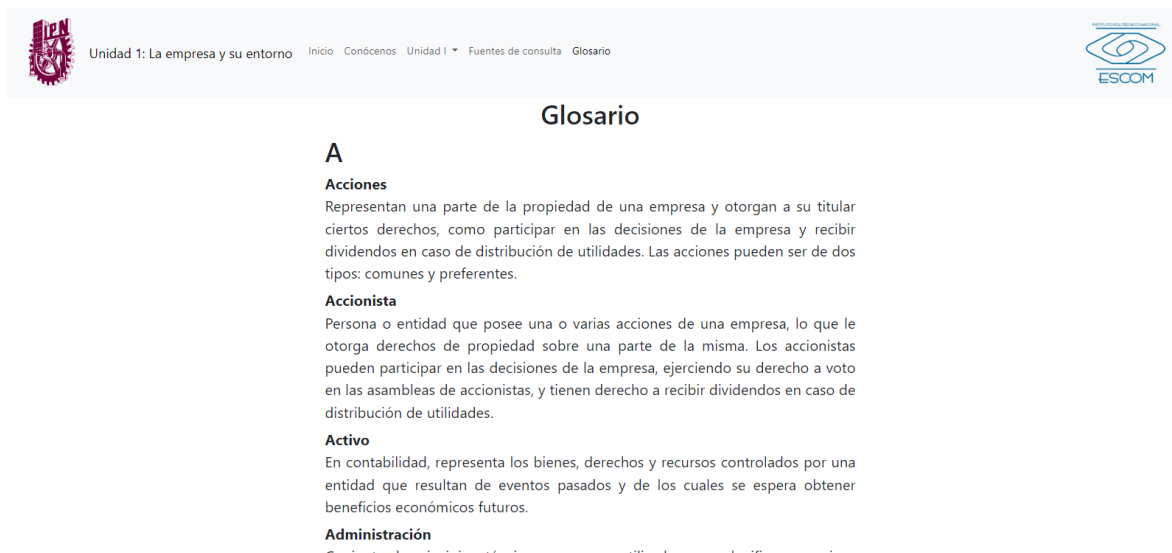 IPN
Unidad 1: La empresa y su entorno Inicio Conócenos Unidad I Fuentes de consulta Glosario
INSTITUTO POLITÉCNICO NACIONAL
ESCOM
Glosario
A
Acciones
Representan una parte de la propiedad de una empresa y otorgan a su titular
ciertos derechos, como participar en las decisiones de la empresa y recibir
dividendos en caso de distribución de utilidades. Las acciones pueden ser de dos
tipos: comunes y preferentes.
Accionista
Persona o entidad que posee una o varias acciones de una empresa, lo que le
otorga derechos de propiedad sobre una parte de la misma. Los accionistas
pueden participar en las decisiones de la empresa, ejerciendo su derecho a voto
en las asambleas de accionistas, y tienen derecho a recibir dividendos en caso de
distribución de utilidades.
Activo
En contabilidad, representa los bienes, derechos y recursos controlados por una
entidad que resultan de eventos pasados y de los cuales se espera obtener
beneficios económicos futuros.
Administración